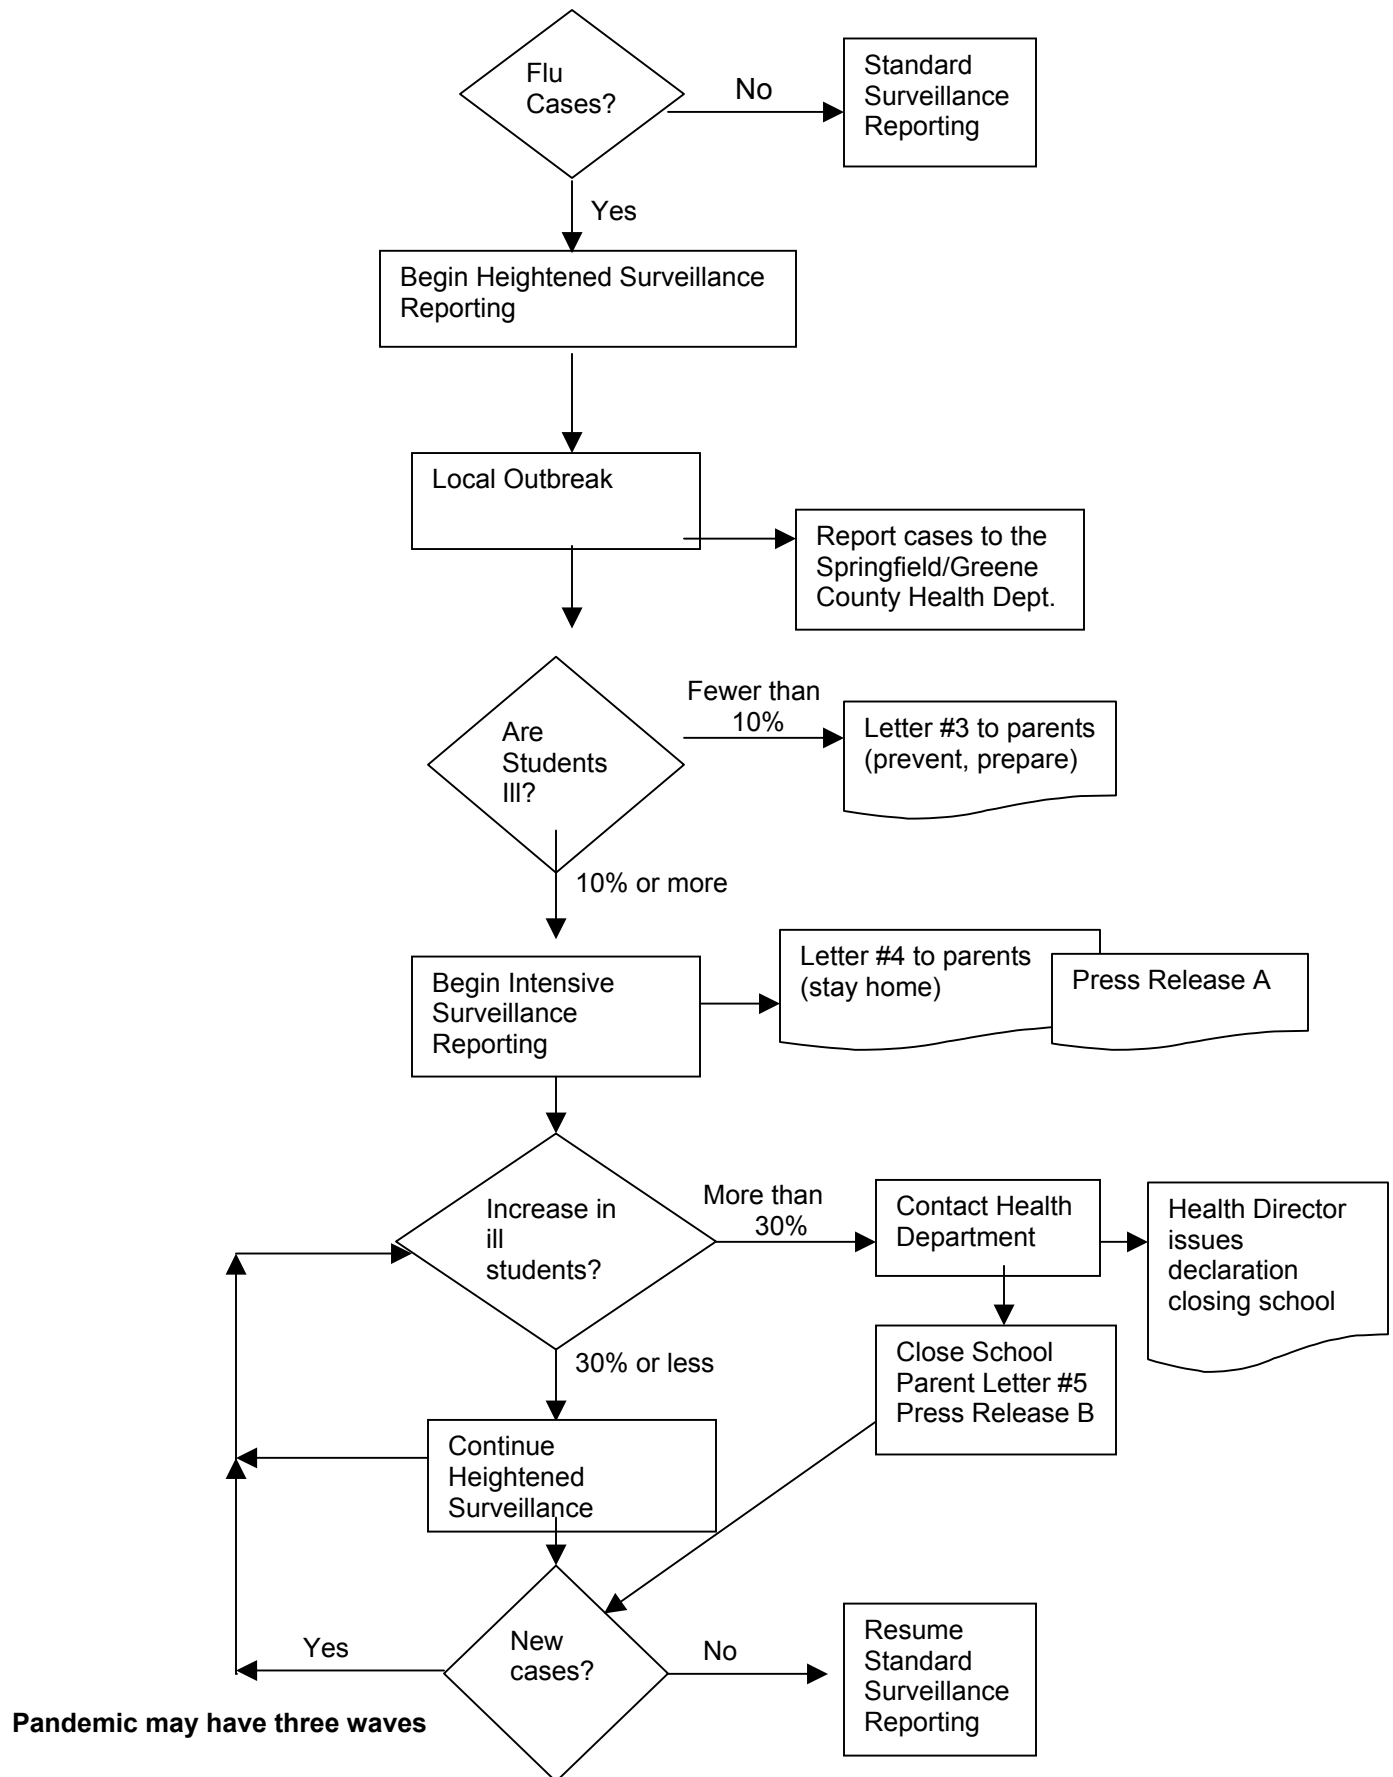 Flu
Cases?
No
Standard
Surveillance
Reporting
Yes
Begin Heightened Surveillance
Reporting
Local Outbreak
Report cases to the
Springfield/Greene
County Health Dept.
Are
Students
Ill?
Fewer than
10%
Letter #3 to parents
(prevent, prepare)
10% or more
Begin Intensive
Surveillance
Reporting
Letter #4 to parents
(stay home)
Press Release A
Increase in
ill
students?
More than
30%
Contact Health
Department
Health Director
issues
declaration
closing school
30% or less
Close School
Parent Letter #5
Press Release B
Continue
Heightened
Surveillance
New
cases?
Yes
No
Resume
Standard
Surveillance
Reporting
Pandemic may have three waves